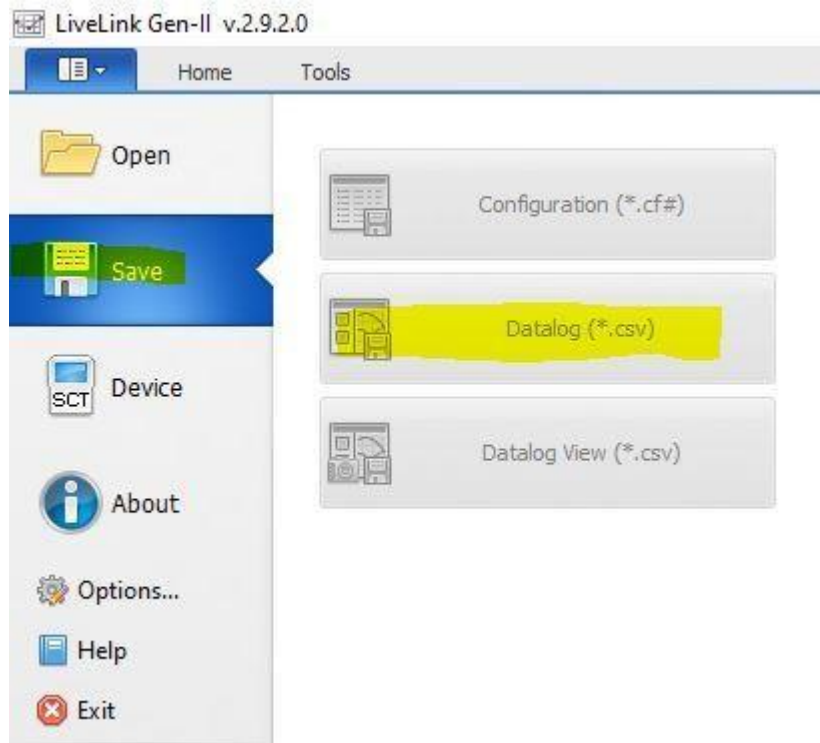 LiveLink Gen-II v.2.9.2.0
Home Tools
Open
Save
Device
SCT
About
Options...
Help
Exit
Configuration (*.cf#)
Datalog (*.csv)
Datalog View (*.csv)